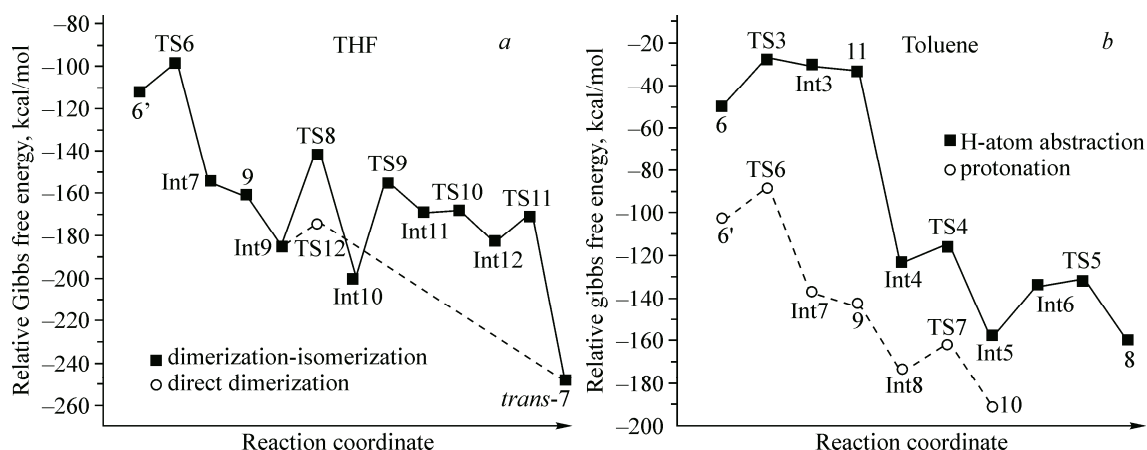 THF
a
Relative Gibbs free energy, kcal/mol
−80
−100
−120
−140
−160
−180
−200
−220
−240
−260
6’
TS6
Int7
9
Int9
TS8
TS12
Int10
TS9
Int11
TS10
Int12
TS11
trans-7
dimerization-isomerization
direct dimerization
Reaction coordinate
Toluene
b
Relative gibbs free energy, kcal/mol
−20
−40
−60
−80
−100
−120
−140
−160
−180
−200
6
TS3
Int3
11
H-atom abstraction
protonation
TS6
6'
Int7
9
Int4
TS4
Int8
TS7
Int5
Int6
TS5
8
10
Reaction coordinate